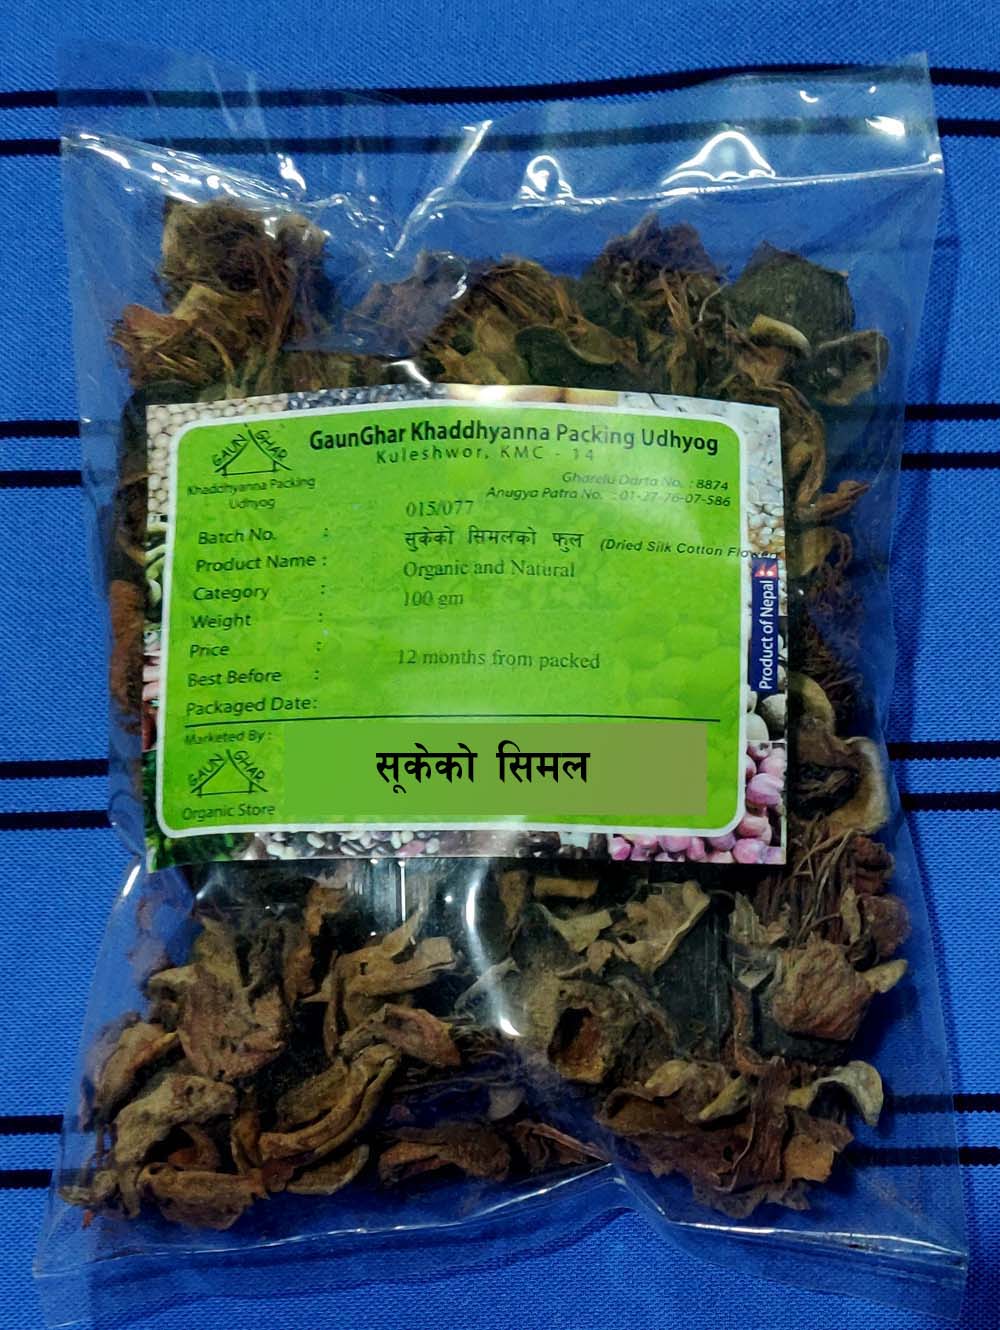 GAUN GHAR
Khaddhyanna Packing
Udhyog
GaunGhar Khaddhyanna Packing Udhyog
Kuleshwor, KMC - 14
Gharelu Darta No. : 8874
Anugya Patra No. : 01-27-76-07-586
Batch No. : 015/077
Product Name : सुकेको सिमलको फुल (Dried Silk Cotton Flower)
Category : Organic and Natural
Weight : 100 gm
Price :
Best Before : 12 months from packed
Packaged Date:
Product of Nepal
Marketed By :
GAUN GHAR
Organic Store
सूकेको सिमल